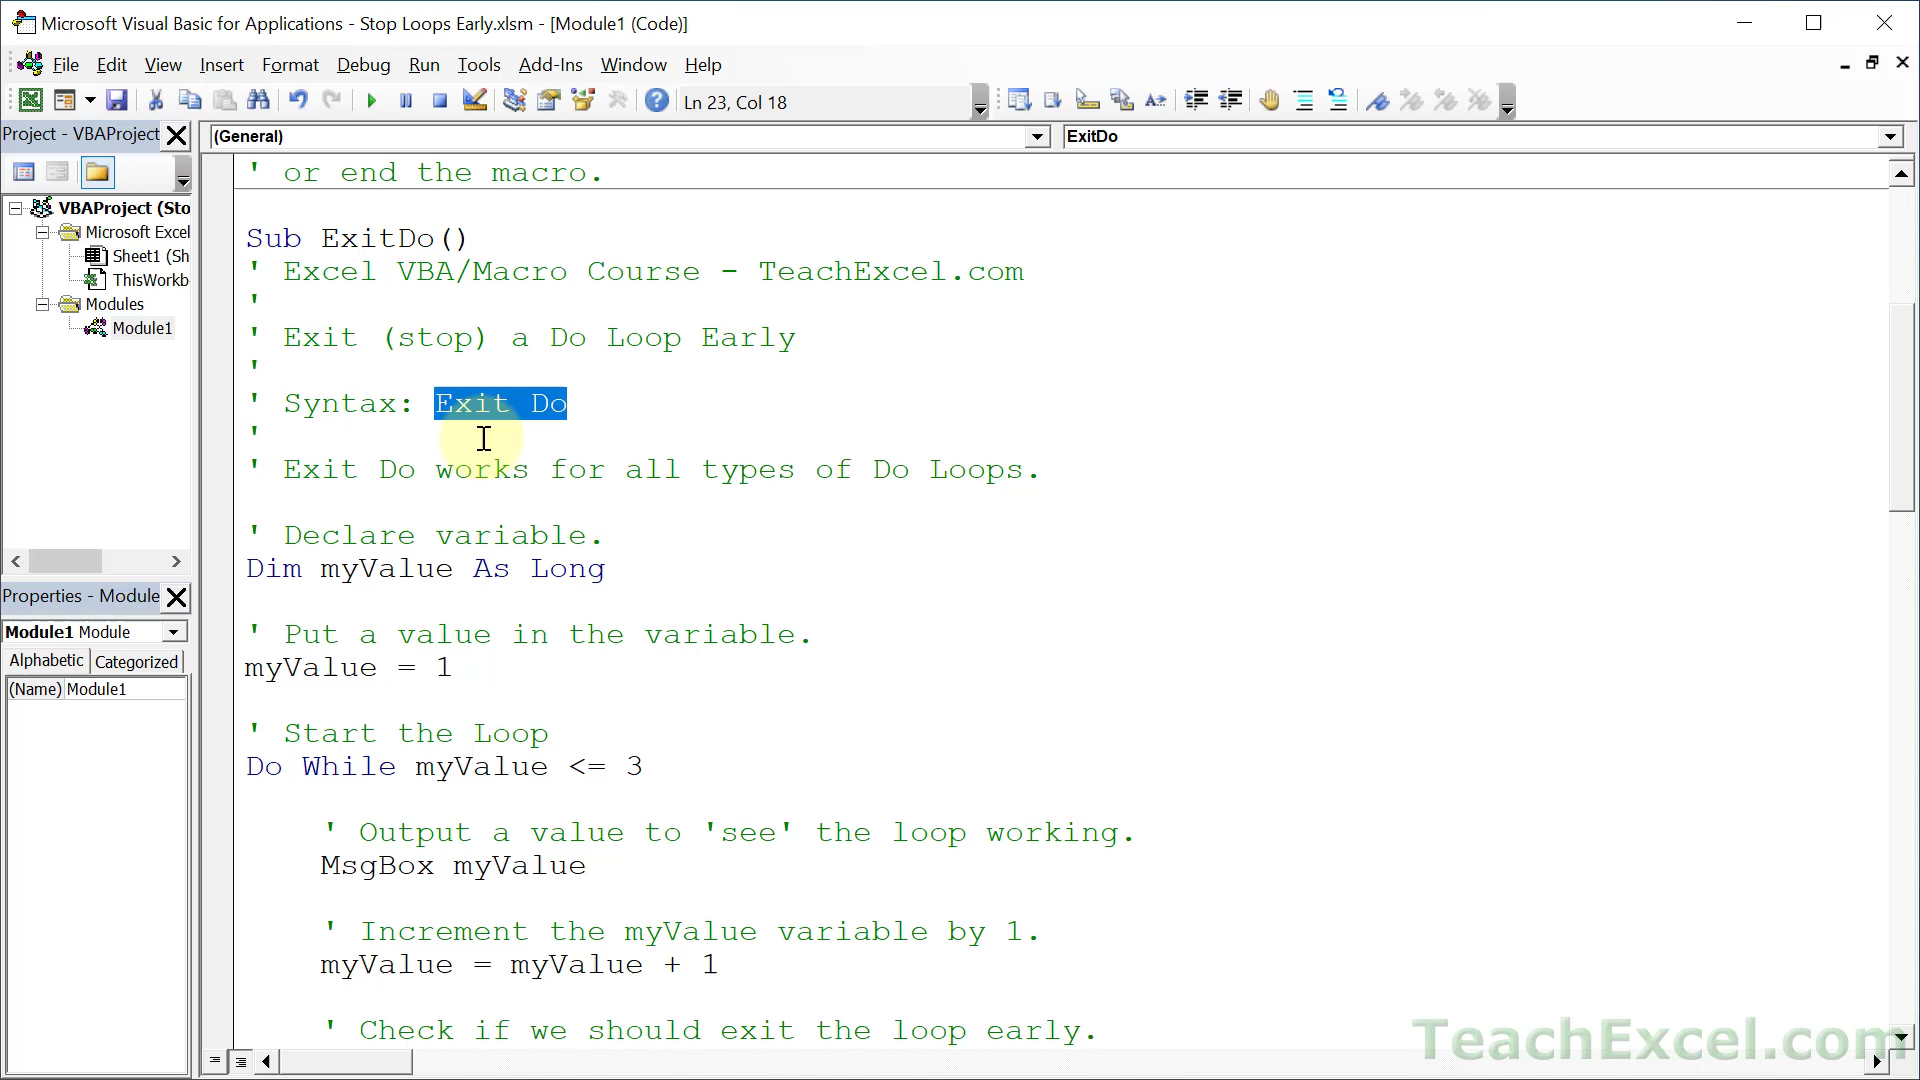 Microsoft Visual Basic for Applications - Stop Loops Early.xlsm - [Module1 (Code)]
File Edit View Insert Format Debug Run Tools Add-Ins Window Help
Ln 23, Col 18
Project - VBAProject
(General)
ExitDo
VBAProject (Sto
Microsoft Excel
Sheet1 (Sh
ThisWorkb
Modules
Module1
Properties - Module
Module1 Module
Alphabetic Categorized
(Name) Module1
' or end the macro.
Sub ExitDo()
' Excel VBA/Macro Course - TeachExcel.com
'
' Exit (stop) a Do Loop Early
'
' Syntax: Exit Do
'
' Exit Do works for all types of Do Loops.
' Declare variable.
Dim myValue As Long
' Put a value in the variable.
myValue = 1
' Start the Loop
Do While myValue <= 3
' Output a value to 'see' the loop working.
MsgBox myValue
' Increment the myValue variable by 1.
myValue = myValue + 1
' Check if we should exit the loop early.
TeachExcel.com